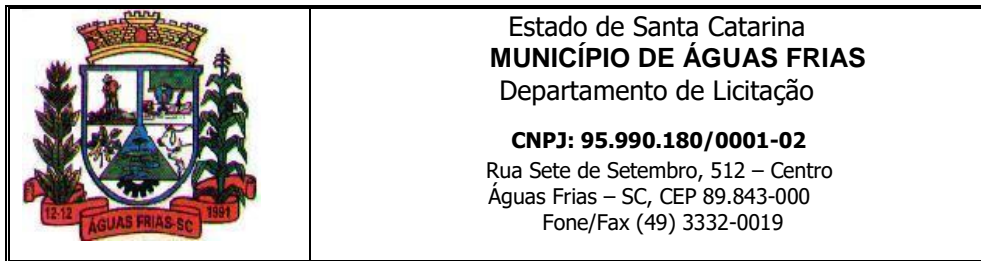 Estado de Santa Catarina
MUNICÍPIO DE ÁGUAS FRIAS
Departamento de Licitação
CNPJ: 95.990.180/0001-02
Rua Sete de Setembro, 512 – Centro
Águas Frias – SC, CEP 89.843-000
Fone/Fax (49) 3332-0019
12-12
ÁGUAS FRIAS-SC
1991